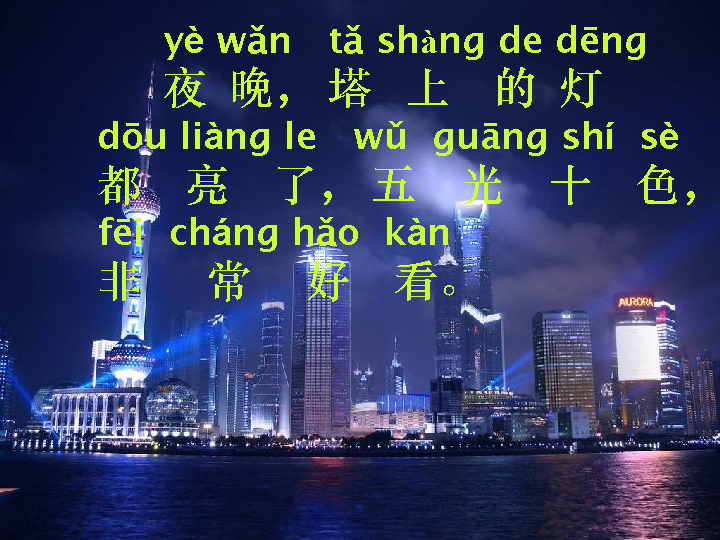 yè wǎn tǎ shàng de dēng
夜 晚， 塔 上 的 灯
dōu liàng le wǔ guāng shí sè
都 亮 了， 五 光 十 色，
fēi cháng hǎo kàn
非 常 好 看。
AURORA